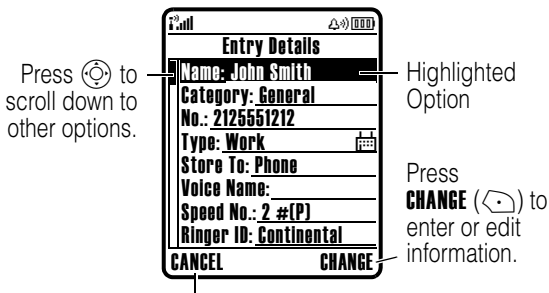 Entry Details
Name: John Smith
Category: General
No.: 2125551212
Type: Work
Store To: Phone
Voice Name:
Speed No.: 2 #(P)
Ringer ID: Continental
CANCEL CHANGE
Press to
scroll down to
other options.
Highlighted
Option
Press
CHANGE ( ) to
enter or edit
information.